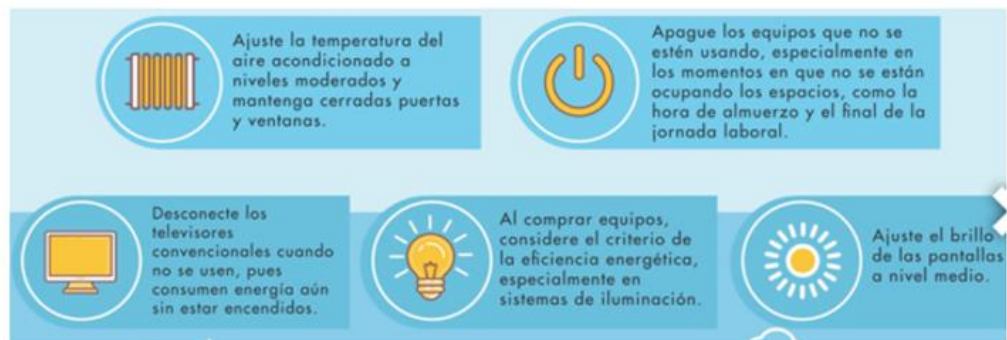 Ajuste la temperatura del
aire acondicionado a
niveles moderados y
mantenga cerradas puertas
y ventanas.
Apague los equipos que no se
estén usando, especialmente en
los momentos en que no se están
ocupando los espacios, como la
hora de almuerzo y el final de la
jornada laboral.
Desconecte los
televisores
convencionales cuando
no se usen, pues
consumen energía aún
sin estar encendidos.
Al comprar equipos,
considere el criterio de
la eficiencia energética,
especialmente en
sistemas de iluminación.
Ajuste el brillo
de las pantallas
a nivel medio.